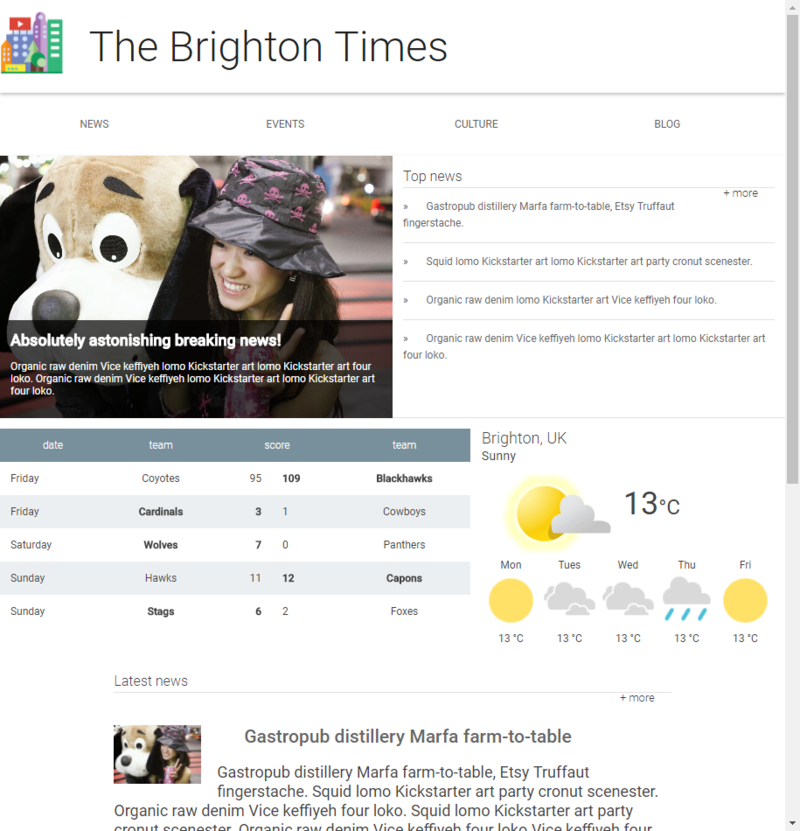 The Brighton Times
NEWS EVENTS CULTURE BLOG
Absolutely astonishing breaking news!
Organic raw denim Vice keffiyeh lomo Kickstarter art lomo Kickstarter art four
loko. Organic raw denim Vice keffiyeh lomo Kickstarter art lomo Kickstarter art
four loko.
Top news
+ more
» Gastropub distillery Marfa farm-to-table, Etsy Truffaut
fingerstache.
» Squid lomo Kickstarter art lomo Kickstarter art party cronut scenester.
» Organic raw denim lomo Kickstarter art Vice keffiyeh four loko.
» Organic raw denim Vice keffiyeh lomo Kickstarter art lomo Kickstarter art
four loko.
date team score team
Friday Coyotes 95 109 Blackhawks
Friday Cardinals 3 1 Cowboys
Saturday Wolves 7 0 Panthers
Sunday Hawks 11 12 Capons
Sunday Stags 6 2 Foxes
Brighton, UK
Sunny
13°C
Mon Tues Wed Thu Fri
13 °C 13 °C 13 °C 13 °C 13 °C
Latest news
+ more
Gastropub distillery Marfa farm-to-table
Gastropub distillery Marfa farm-to-table, Etsy Truffaut
fingerstache. Squid lomo Kickstarter art party cronut scenester.
Organic raw denim Vice keffiyeh four loko. Squid lomo Kickstarter art party
cronut scenester. Organic raw denim Vice keffiyeh four loko Vice keffiyeh four